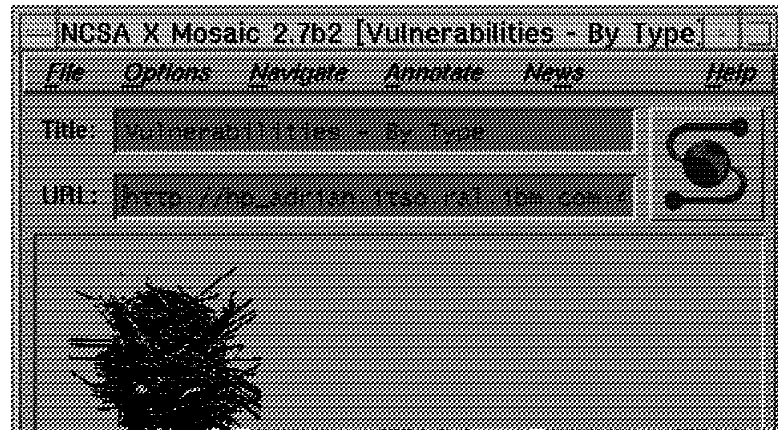 NCSA X Mosaic 2.7b2 [Vulnerabilities - By Type]
File Options Navigate Annotate News Help
Title: Vulnerabilities - By Type
URL: http://hp_adrian.itso.ral.ibm.com